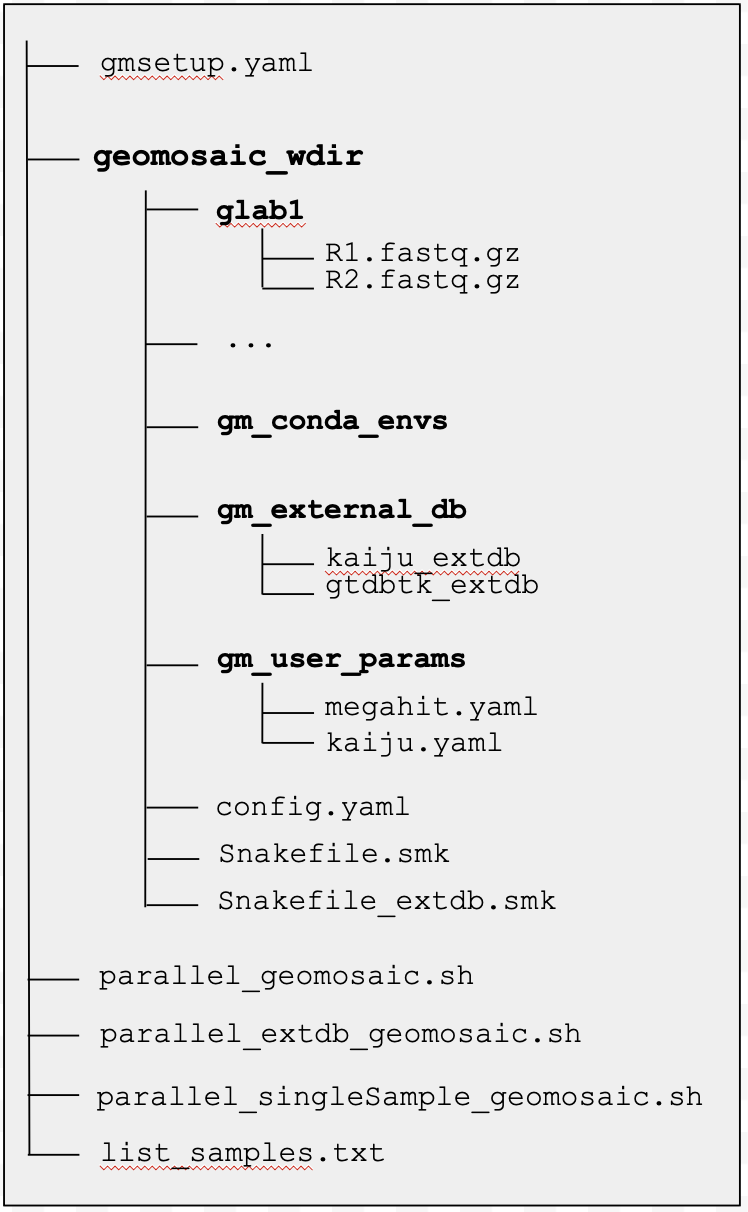 gmsetup.yaml
geomosaic_wdir
glab1
R1.fastq.gz
R2.fastq.gz
...
gm_conda_envs
gm_external_db
kaiju_extdb
gtdbtk_extdb
gm_user_params
megahit.yaml
kaiju.yaml
config.yaml
Snakefile.smk
Snakefile_extdb.smk
parallel_geomosaic.sh
parallel_extdb_geomosaic.sh
parallel_singleSample_geomosaic.sh
list_samples.txt